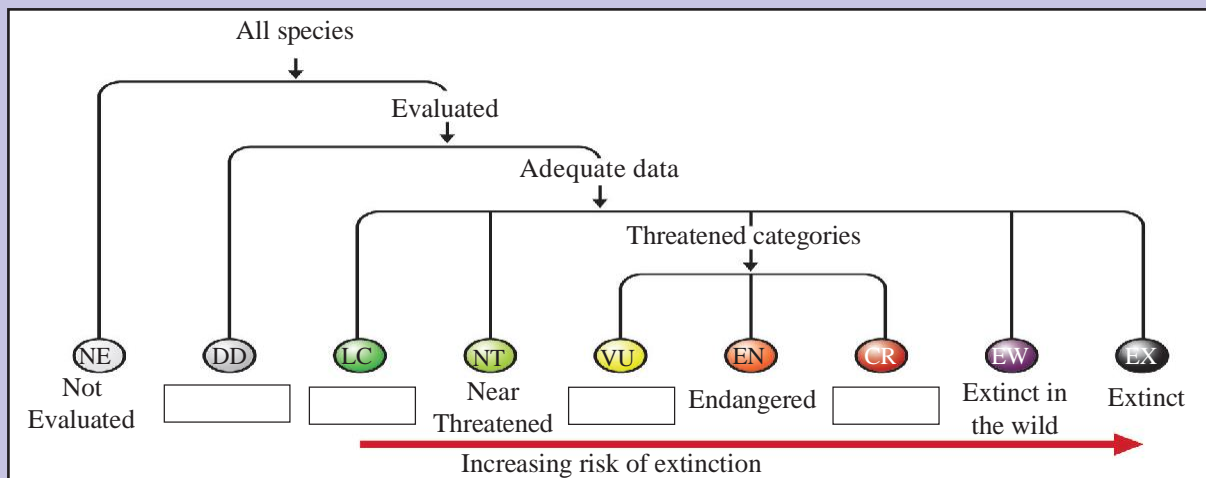 All species
Evaluated
Adequate data
Threatened categories
NE
DD
LC
NT
VU
EN
CR
EW
EX
Not
Evaluated
Near
Threatened
Endangered
Extinct in
the wild
Extinct
Increasing risk of extinction